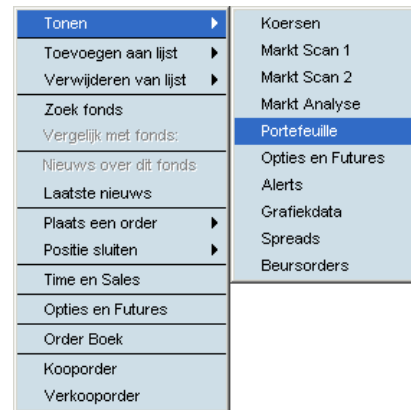 Tonen
Toevoegen aan lijst
Verwijderen van lijst
Zoek fonds
Vergelijk met fonds:
Nieuws over dit fonds
Laatste nieuws
Plaats een order
Positie sluiten
Time en Sales
Opties en Futures
Order Boek
Kooporder
Verkooporder
Koersen
Markt Scan 1
Markt Scan 2
Markt Analyse
Portefeuille
Opties en Futures
Alerts
Grafiekdata
Spreads
Beursorders